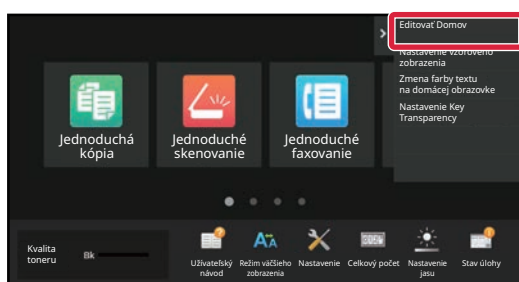 Editovať Domov
Nastavenie vzorového
zobrazenia
Zmena farby textu
na domácej obrazovke
Nastavenie Key
Transparency
Jednoduchá
kópia
Jednoduché
skenovanie
Jednoduché
faxovanie
Kvalita
toneru
Bk
Užívateľský
návod
Režim väčšieho
zobrazenia
Nastavenie
Celkový počet
Nastavenie
jasu
Stav úlohy